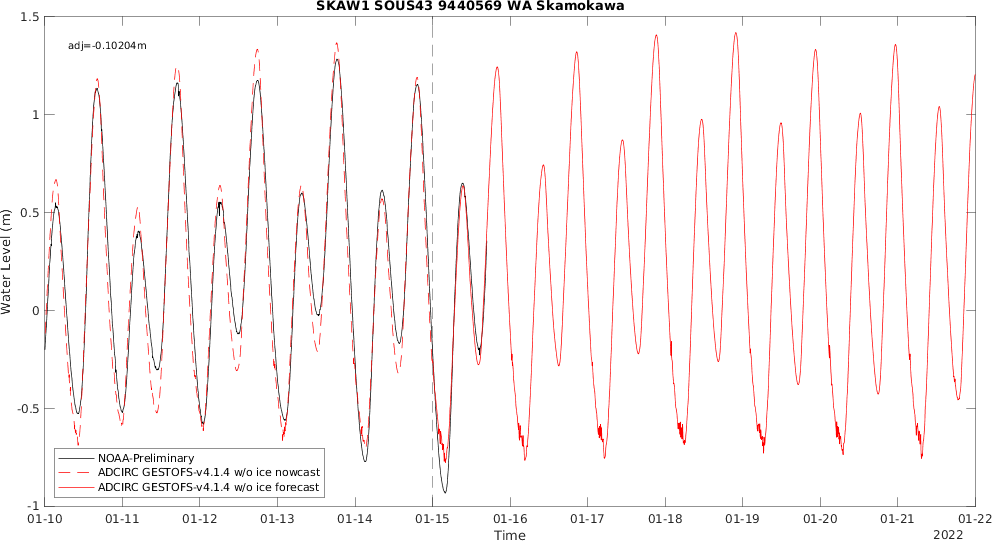 SKAW1 SOUS43 9440569 WA Skamokawa
adj=-0.10204m
Water Level (m)
1.5
1
0.5
0
-0.5
-1
NOAA-Preliminary
ADCIRC GESTOFS-v4.1.4 w/o ice nowcast
ADCIRC GESTOFS-v4.1.4 w/o ice forecast
01-10 01-11 01-12 01-13 01-14 01-15 01-16 01-17 01-18 01-19 01-20 01-21 01-22
Time
2022